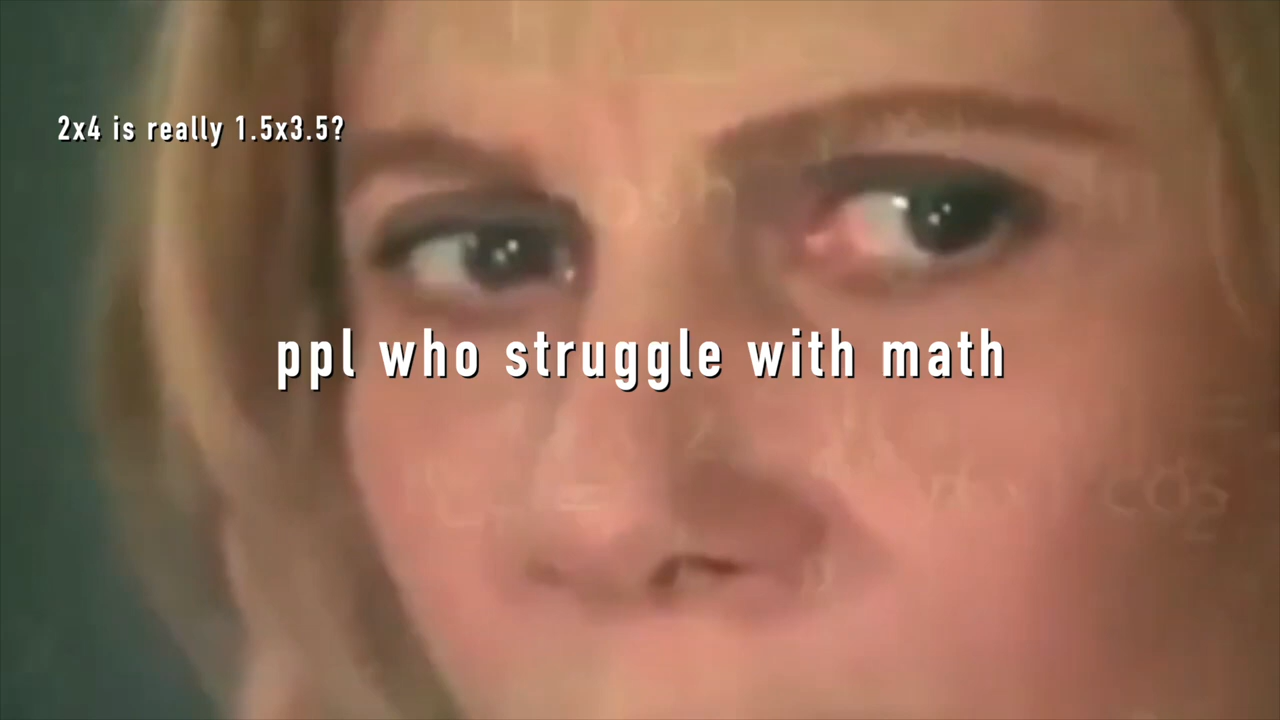 2x4 is really 1.5x3.5?
ppl who struggle with math